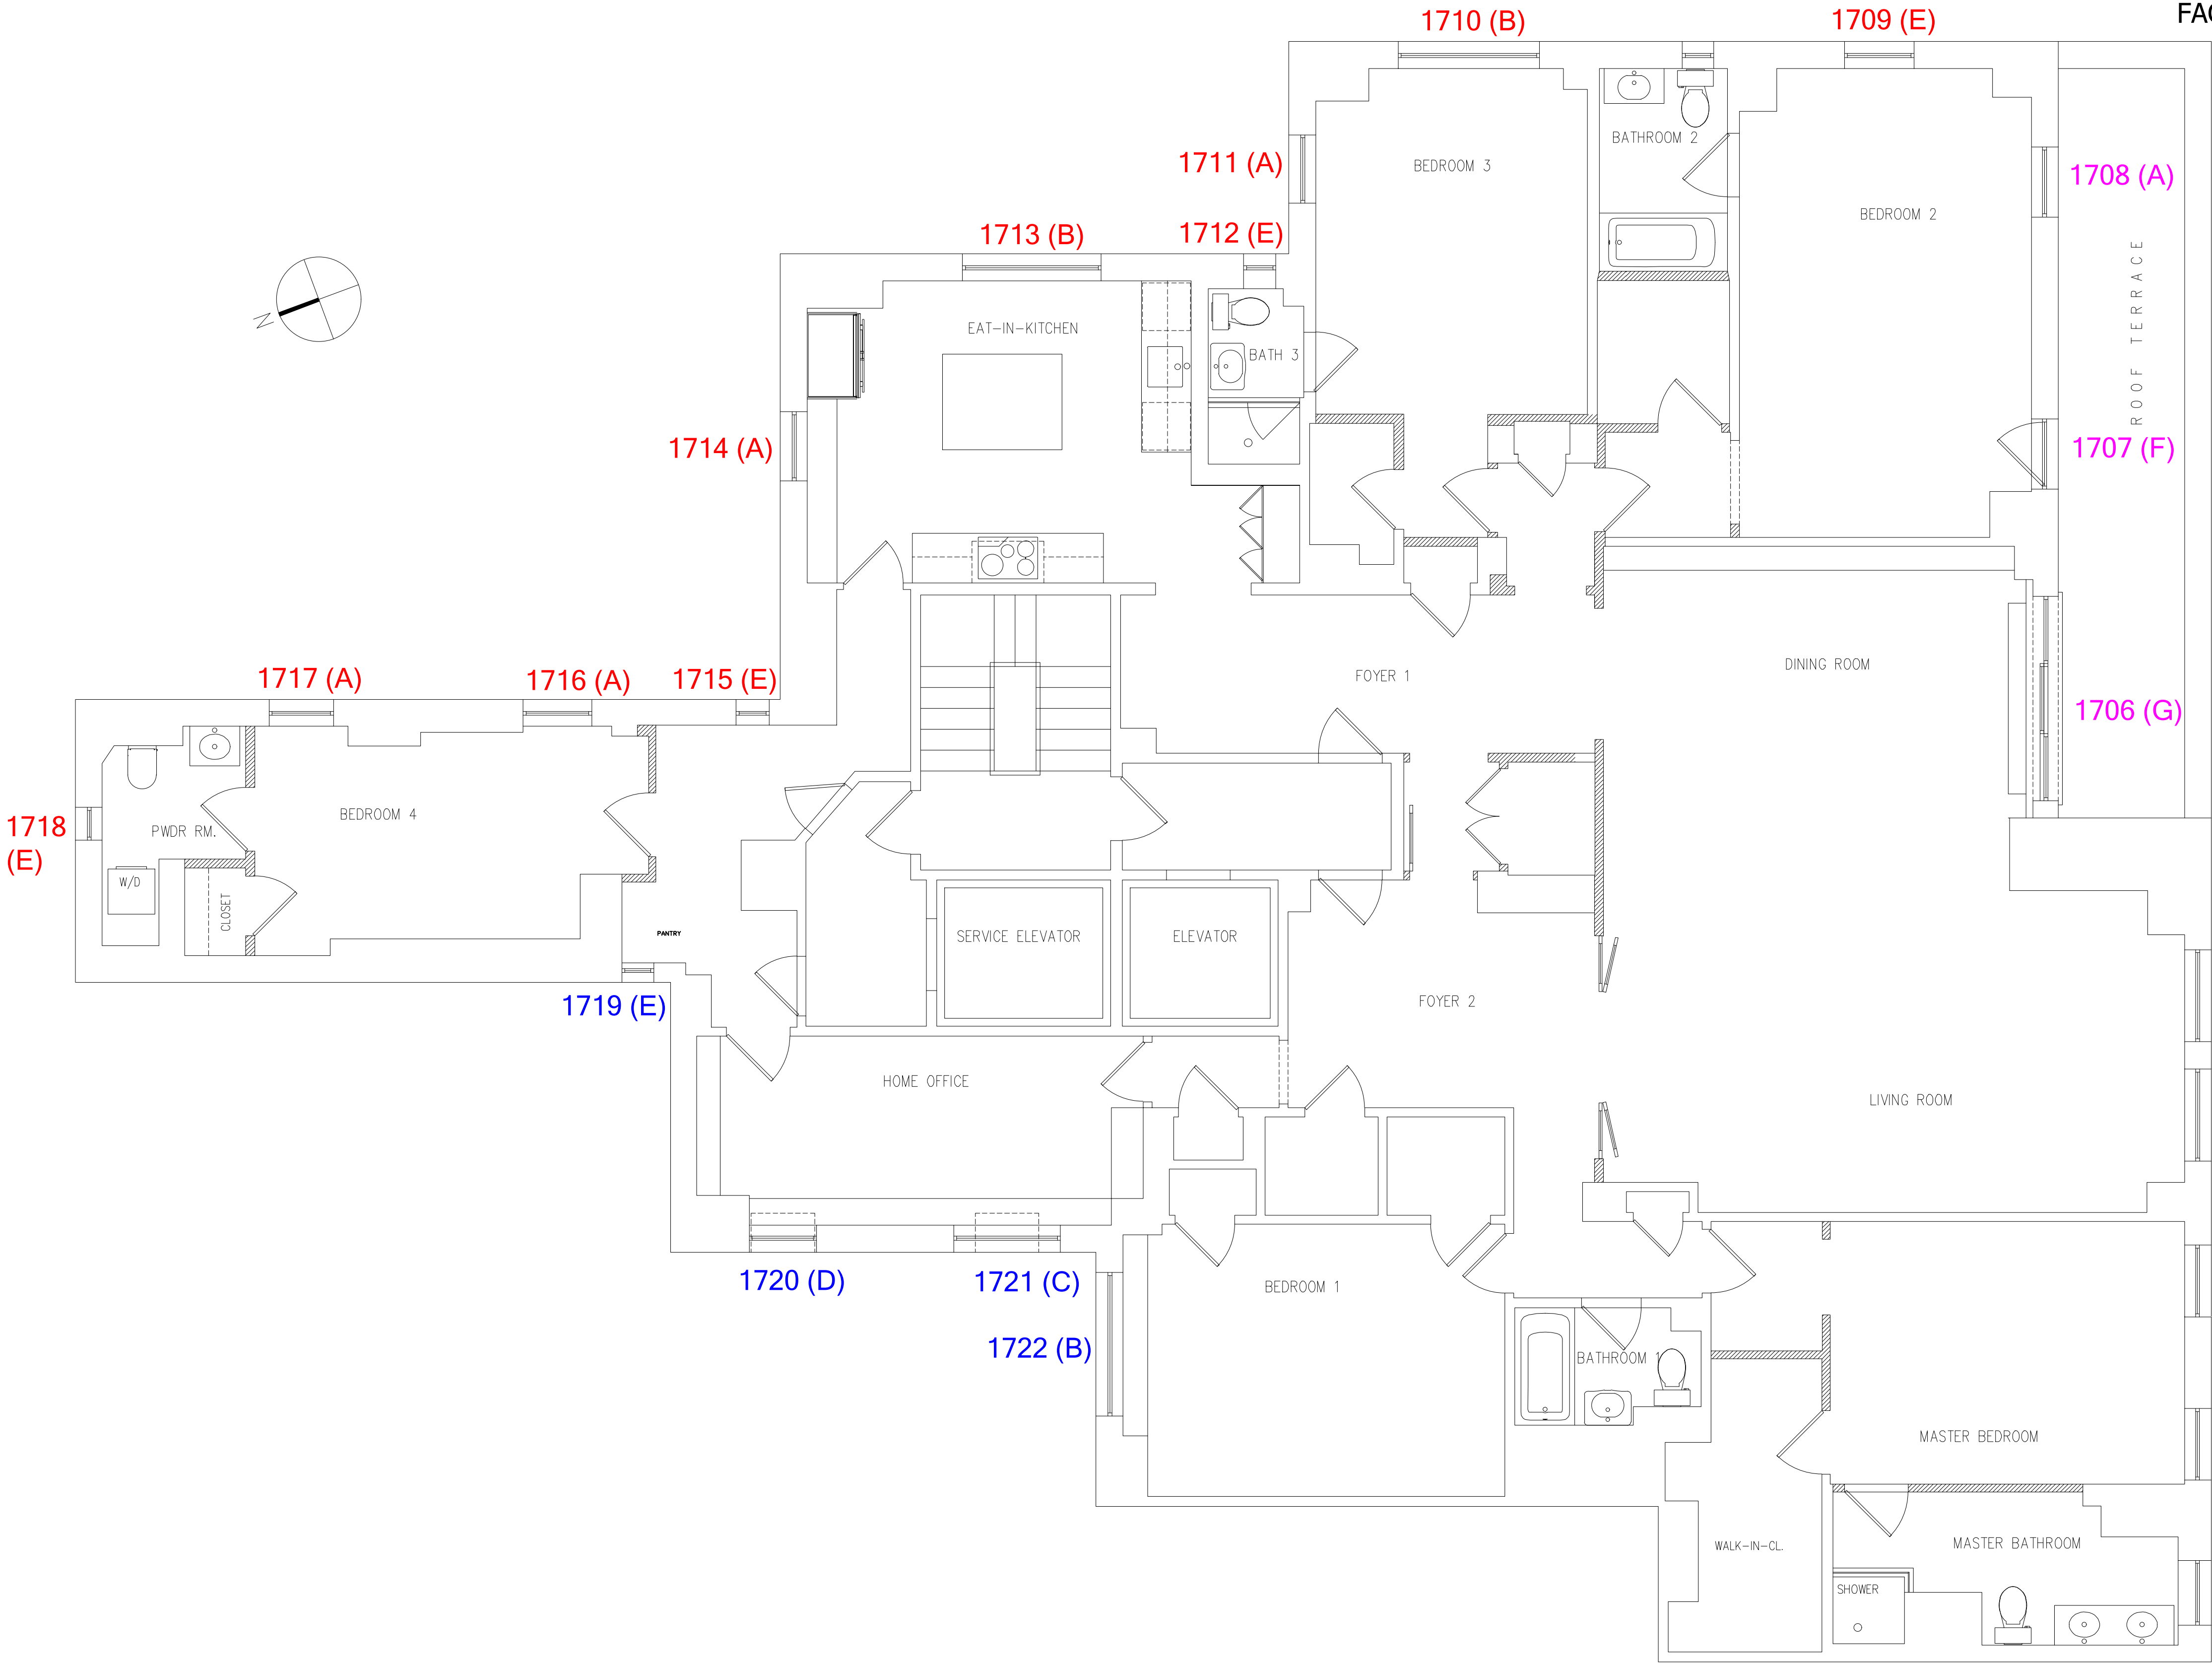 FAC
1710 (B)
1709 (E)
BATHROOM 2
1711 (A)
BEDROOM 3
1708 (A)
BEDROOM 2
1713 (B)
1712 (E)
ROOF TERRACE
N
EAT-IN-KITCHEN
BATH 3
1714 (A)
1707 (F)
1717 (A)
1716 (A)
1715 (E)
FOYER 1
DINING ROOM
1706 (G)
BEDROOM 4
1718
(E)
PWDR RM.
W/D
CLOSET
PANTRY
SERVICE ELEVATOR
ELEVATOR
1719 (E)
FOYER 2
HOME OFFICE
LIVING ROOM
1720 (D)
1721 (C)
BEDROOM 1
1722 (B)
BATHROOM 1
MASTER BEDROOM
WALK-IN-CL.
MASTER BATHROOM
SHOWER